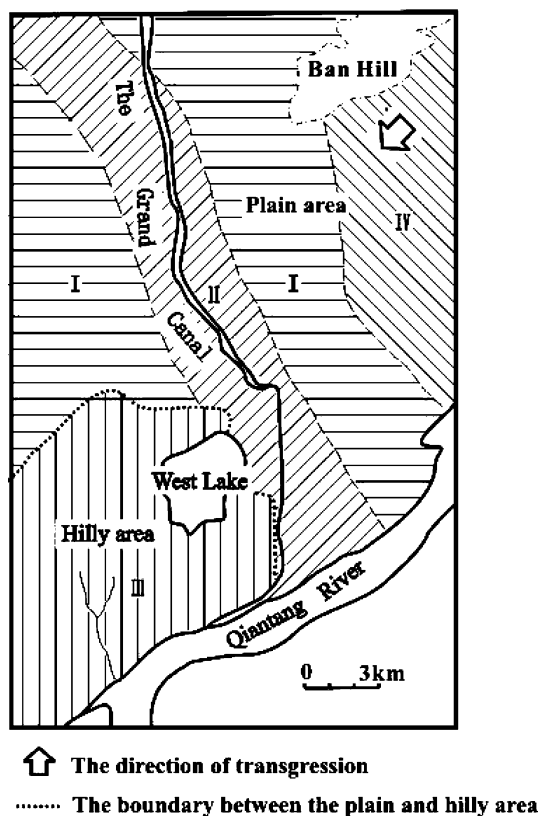 Ban Hill
The
Grand
Canal
Plain area
IV
I
II
I
West Lake
Hilly area
III
Qiantang River
0 3km
The direction of transgression
The boundary between the plain and hilly area